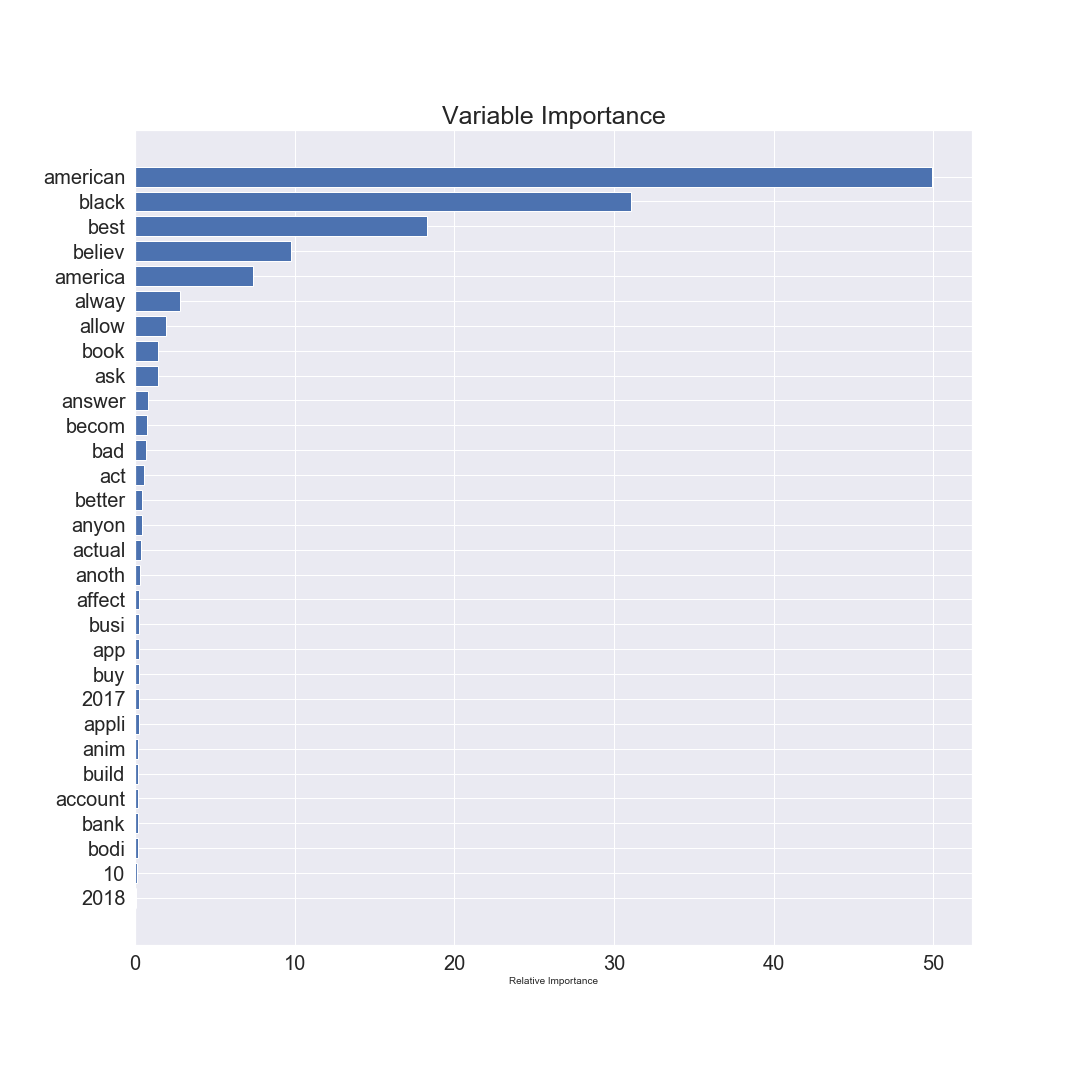 Variable Importance
american
black
best
believ
america
alway
allow
book
ask
answer
becom
bad
act
better
anyon
actual
anoth
affect
busi
app
buy
2017
appli
anim
build
account
bank
bodi
10
2018
0 10 20 30 40 50
Relative Importance